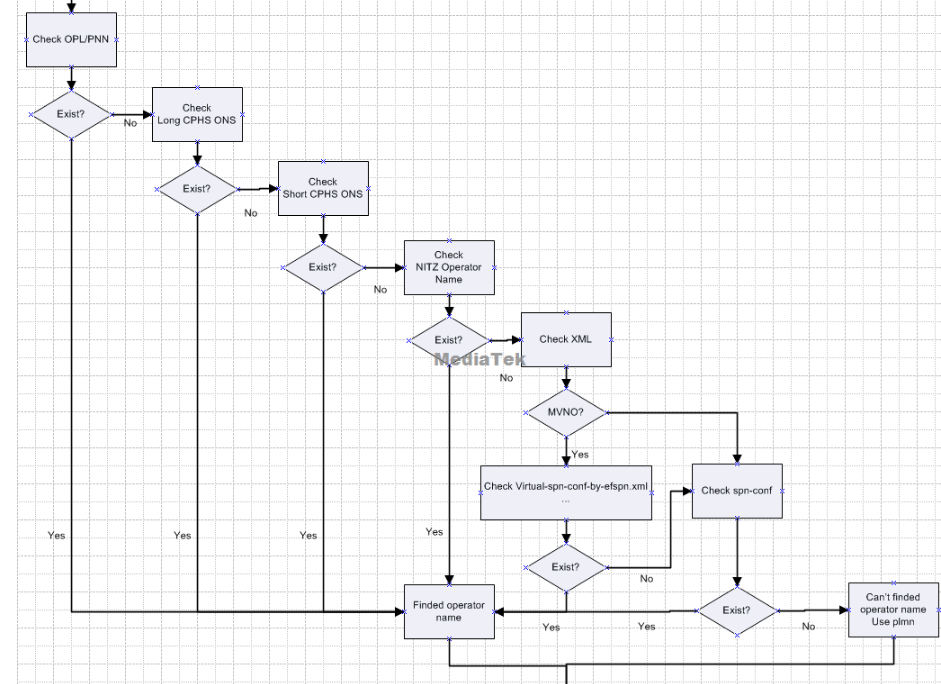 Check OPL/PNN
Exist?
No
Check
Long CPHS ONS
Exist?
No
Check
Short CPHS ONS
Exist?
No
Check
NITZ Operator
Name
Exist?
MediaTek
No
Check XML
MVNO?
Yes
Check Virtual-spn-conf-by-efspn.xml
...
Check spn-conf
Yes
Yes
Yes
Yes
Exist?
No
Finded operator
name
Yes
Yes
Exist?
No
Can't finded
operator name
Use plmn